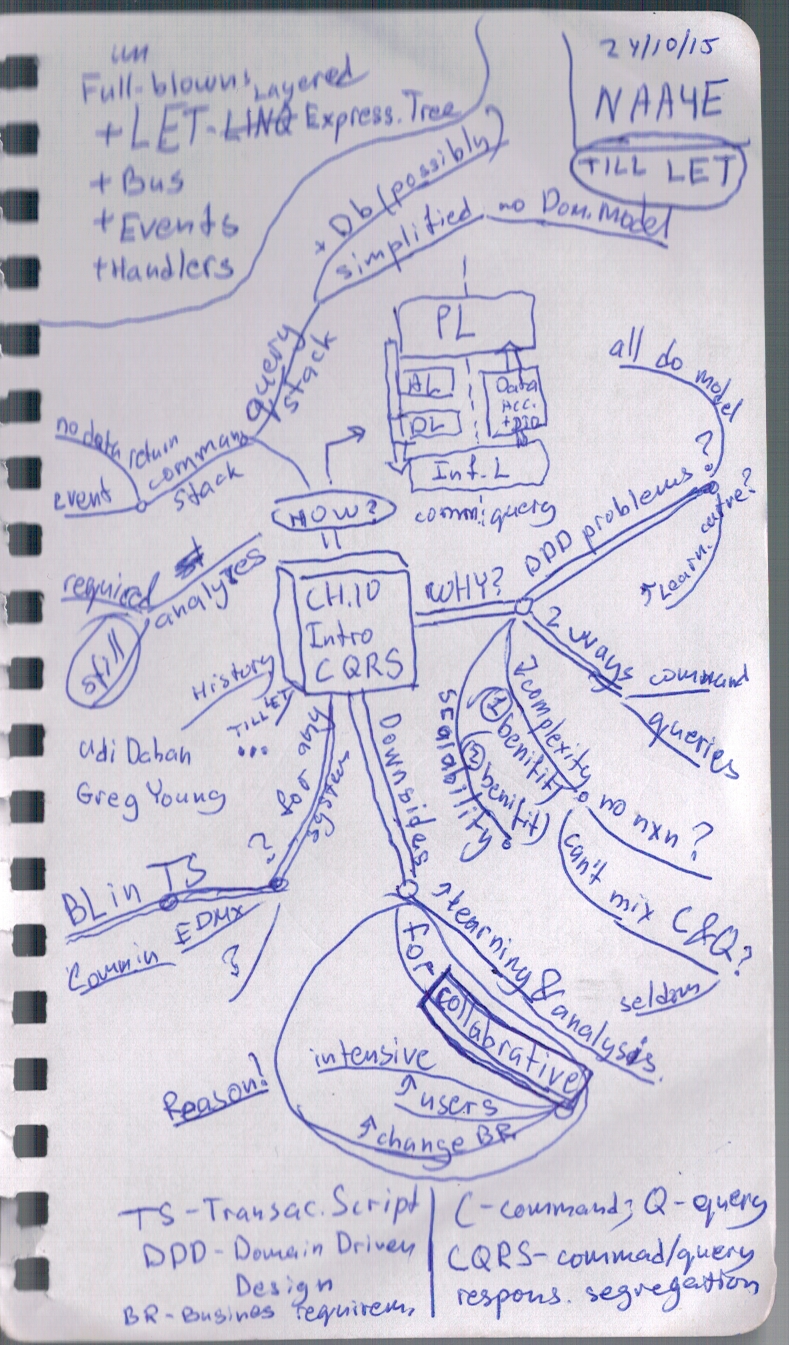 24/10/15
NAA4E
TILL LET
Full-blown
Layered
+ LET-LINQ Express. Tree
+ Bus
+ Events
+ Handlers
+ Db (possibly)
simplified no Dom. Model
query
stack
no data return
event
command
stack
HOW?
PL
AL
DL
Data
Acc.
+ DTO
Inf. L
comm: query
all do model
DDD problems?
↑ Learn. curve?
WHY?
2 ways
command
queries
CH.10
Intro
CQRS
required
analyses
still
History
TILL LET
...
Udi Dahan
Greg Young
for any
system
?
BL in TS
EDMX
Comm in
?
Downsides
scalability
(2) benifit)
↓ complexity
(1) benifit)
no nxn?
can't mix C&Q?
seldom
↑ learning & analysis.
for
collabrative
intensive
↑ users
↑ change BR
Reason!
TS - Transac. Script
DDD - Domain Driven
Design
BR - Busines requirem.
C - command; Q - query
CQRS - commad/query
respons. segregation